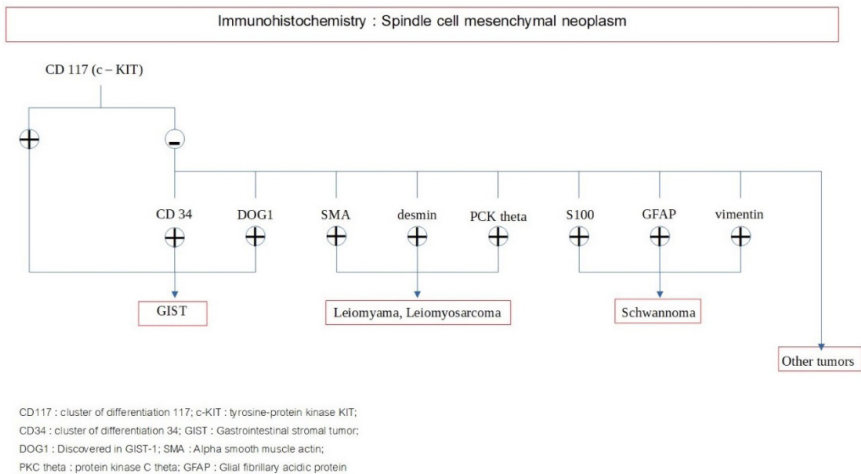 Immunohistochemistry : Spindle cell mesenchymal neoplasm
CD 117 (c – KIT)
+ -
CD 34 DOG1 SMA desmin PCK theta S100 GFAP vimentin
+ + + + + + + +
GIST Leiomyama, Leiomyosarcoma Schwannoma
Other tumors
CD117 : cluster of differentiation 117; c-KIT : tyrosine-protein kinase KIT;
CD34 : cluster of differentiation 34; GIST : Gastrointestinal stromal tumor;
DOG1 : Discovered in GIST-1; SMA : Alpha smooth muscle actin;
PKC theta : protein kinase C theta; GFAP : Glial fibrillary acidic protein